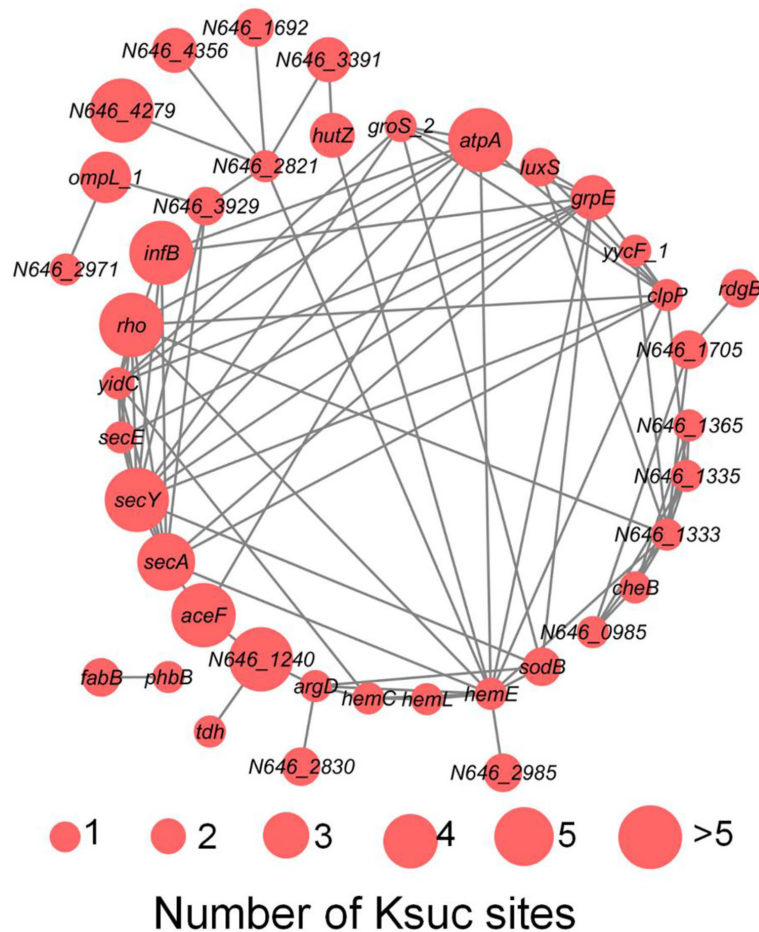 N646_1692
N646_4356
N646_3391
N646_4279
hutZ
groS_2
atpA
N646_2821
luxS
ompL_1
N646_3929
grpE
N646_2971
infB
yycF_1
clpP
rdgB
rho
N646_1705
yidC
N646_1365
secE
N646_1335
secY
N646_1333
secA
cheB
aceF
N646_0985
N646_1240
sodB
fabB
phbB
argD
hemC
hemL
hemE
tdh
N646_2830
N646_2985
1
2
3
4
5
>5
Number of Ksuc sites